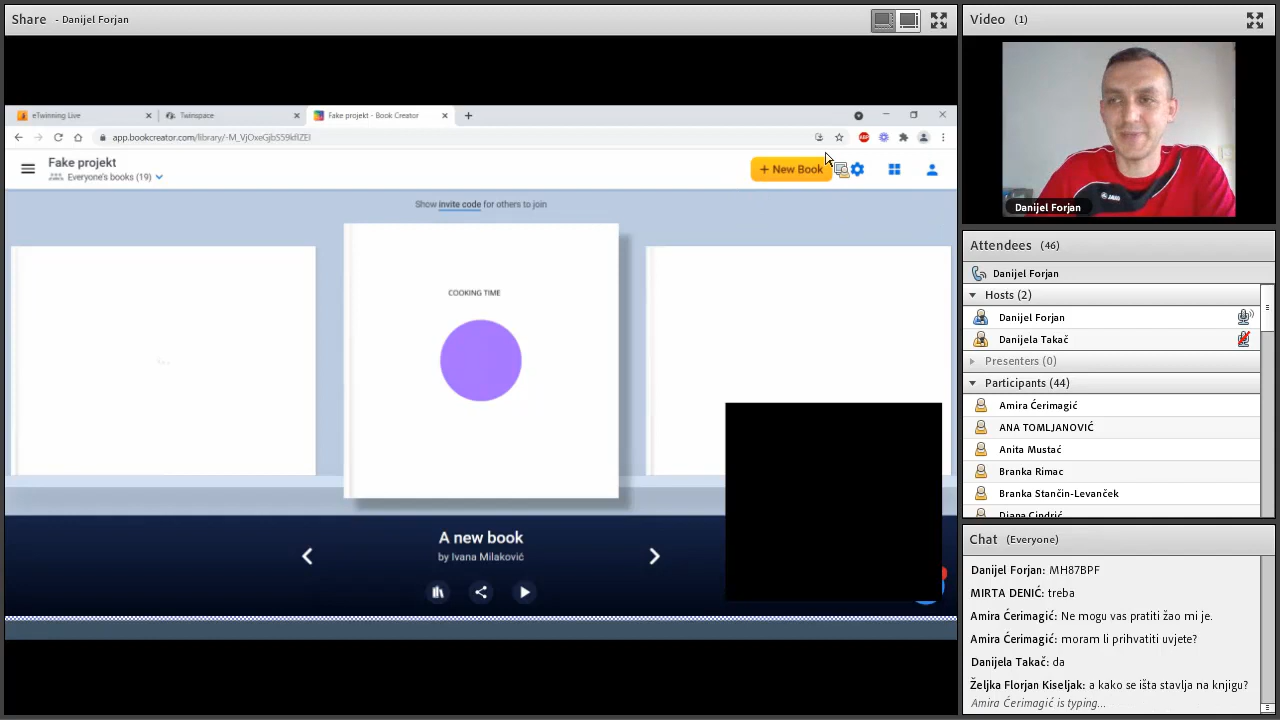 Share - Danijel Forjan
eTwinning Live
Twinspace
Fake projekt - Book Creator
app.bookcreator.com/library/-M_VjOxeGjbS59kflZEI
ABP
Fake projekt
Everyone's books (19)
+ New Book
Show invite code for others to join
COOKING TIME
A new book
by Ivana Milaković
Video (1)
JAKO
Danijel Forjan
Attendees (46)
Danijel Forjan
Hosts (2)
Danijel Forjan
Danijela Takač
Presenters (0)
Participants (44)
Amira Ćerimagić
ANA TOMLJANOVIĆ
Anita Mustać
Branka Rimac
Branka Stančin-Levanček
Diana Cindrić
Chat (Everyone)
Danijel Forjan: MH87BPF
MIRTA DENIĆ: treba
Amira Ćerimagić: Ne mogu vas pratiti žao mi je.
Amira Ćerimagić: moram li prihvatiti uvjete?
Danijela Takač: da
Željka Florjan Kiseljak: a kako se išta stavlja na knjigu?
Amira Ćerimagić is typing...